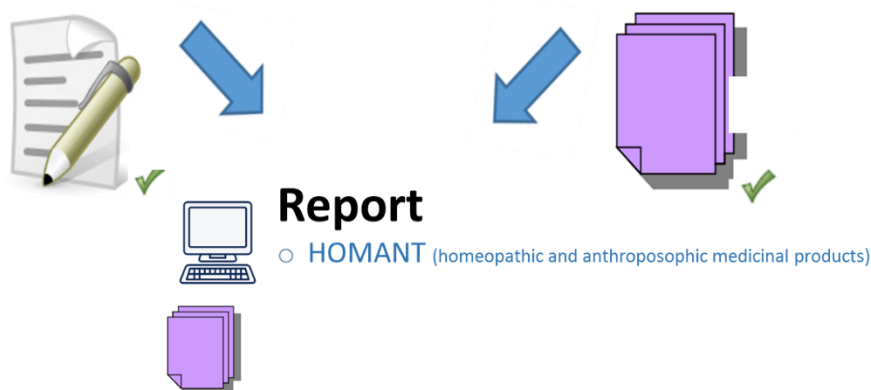 Report
○ HOMANT (homeopathic and anthroposophic medicinal products)